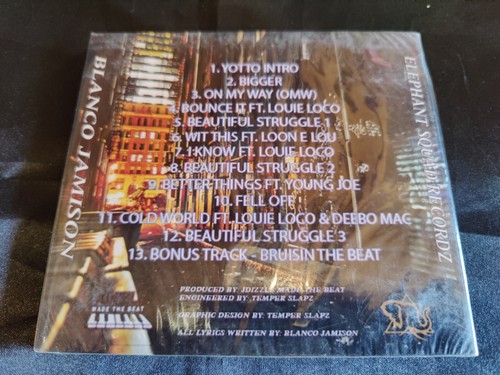 BLANCO JAMISON
1. YOTTO INTRO
2. BIGGER
3. ON MY WAY (OMW)
4. BOUNCE IT FT. LOUIE LOCO
5. BEAUTIFUL STRUGGLE 1
6. WIT THIS FT. LOON E LOU
7. I KNOW FT. LOUIE LOCO
8. BEAUTIFUL STRUGGLE 2
9. BETTER THINGS FT. YOUNG JOE
10. FELL OFF
11. COLD WORLD FT. LOUIE LOCO & DEEBO MAC
12. BEAUTIFUL STRUGGLE 3
13. BONUS TRACK - BRUISIN THE BEAT
PRODUCED BY: JDIZZLE MADE THE BEAT
ENGINEERED BY: TEMPER SLAPZ
GRAPHIC DESIGN BY: TEMPER SLAPZ
ALL LYRICS WRITTEN BY: BLANCO JAMISON
MADE THE BEAT
ELEPHANT RECORDZ